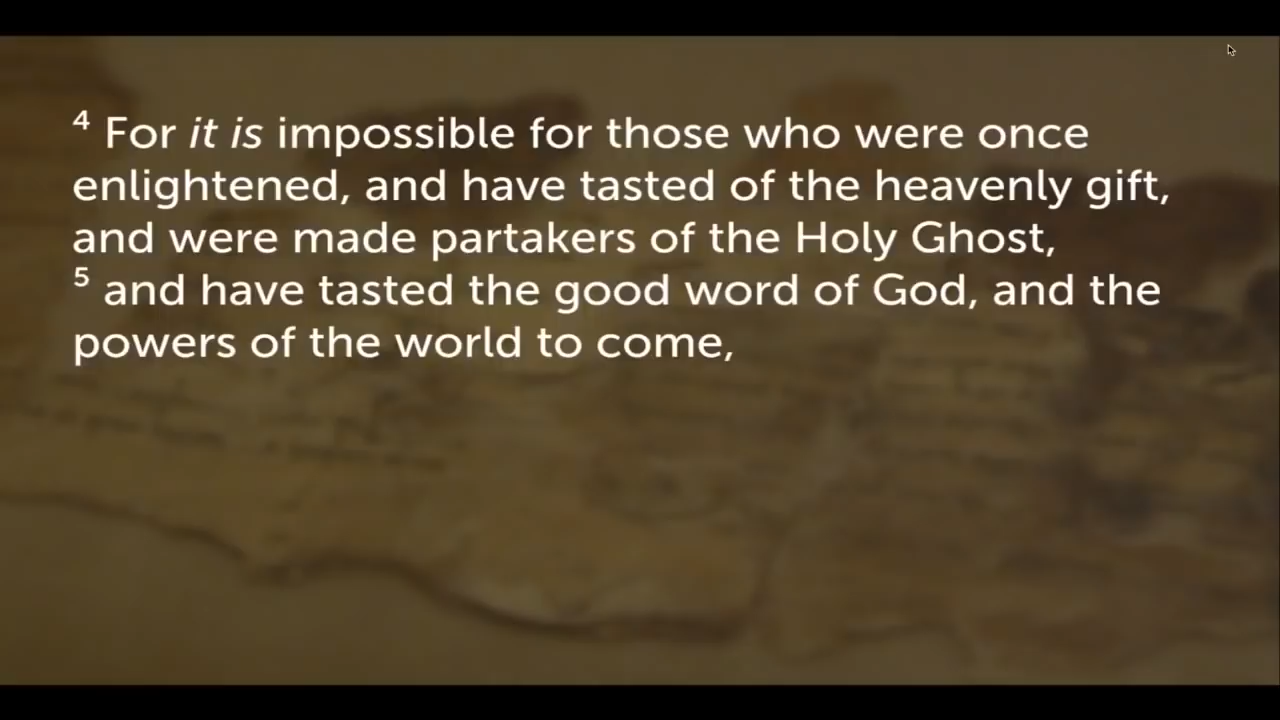 4 For it is impossible for those who were once
enlightened, and have tasted of the heavenly gift,
and were made partakers of the Holy Ghost,
5 and have tasted the good word of God, and the
powers of the world to come,